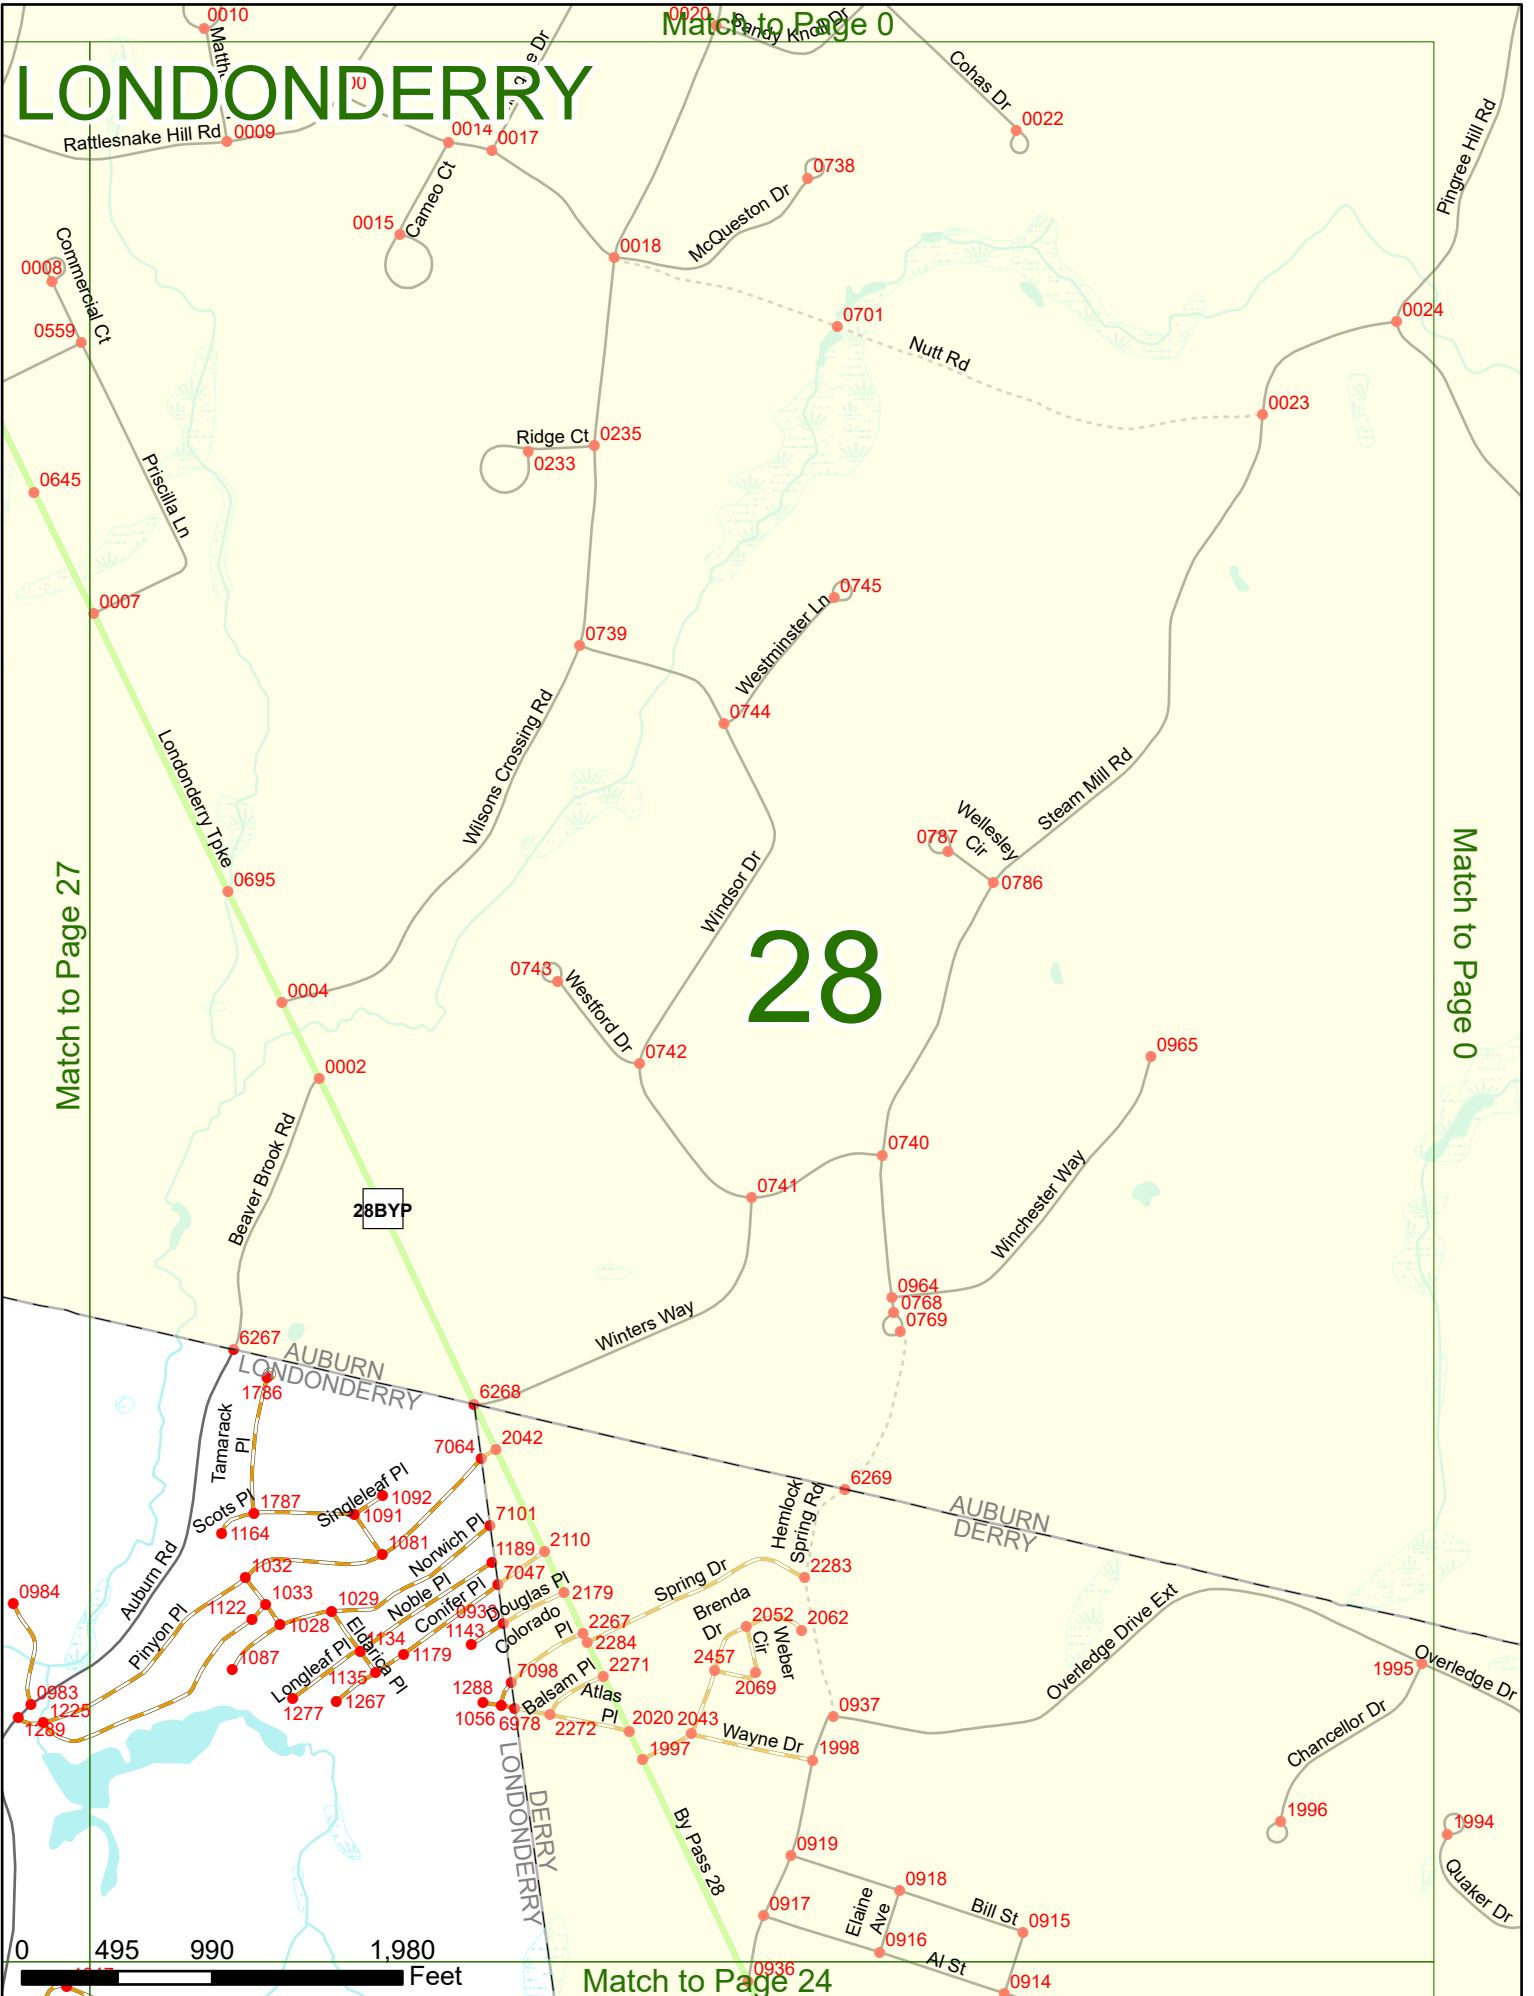 0010
0020
Match to Page 0
Sandy Knoll Dr
LONDONDERRY
Cohas Dr
0022
Rattlesnake Hill Rd
0009
0014
0017
0738
Pingree Hill Rd
0015
Cameo Ct
McQueston Dr
0018
Commercial Ct
0008
0559
0701
0024
Nutt Rd
0023
Ridge Ct
0235
0233
0645
Priscilla Ln
0007
0745
Westminster Ln
0739
0744
Wilsons Crossing Rd
Londonderry Tpke
Steam Mill Rd
Wellesley
Cir
0787
0786
Match to Page 27
Match to Page 0
0695
Windsor Dr
28
0743
Westford Dr
0004
0742
0965
0002
Beaver Brook Rd
0740
0741
28BYP
Winchester Way
0964
0768
0769
Winters Way
6267
AUBURN
LONDONDERRY
1786
6268
Tamarack
Pl
7064
2042
6269
Hemlock
Spring Rd
AUBURN
DERRY
Singleleaf Pl
1092
Scots Pl
1787
1091
1164
7101
1081
Norwich Pl
1189
2110
7047
Auburn Rd
1032
Noble Pl
Conifer Pl
Douglas Pl
2179
Spring Dr
2283
0984
1033
1029
0933
Brenda
Dr
2052
2062
1122
1028
Eldarica Pl
1134
1143
Colorado
Pl
2267
2284
Cir
Weber
Overledge Drive Ext
Pinyon Pl
1087
Longleaf Pl
1135
1179
7098
2271
2457
2069
1995
Overledge Dr
1277
1267
1288
Balsam Pl
Atlas
Pl
0983
1225
1289
1056
6978
2272
2020
2043
Wayne Dr
0937
1997
1998
Chancellor Dr
LONDONDERRY
DERRY
By Pass 28
1996
1994
0919
0918
Quaker Dr
0917
Elaine
Ave
Bill St
0915
0916
Al St
0 495 990 1,980
Feet
0936
Match to Page 24
0914